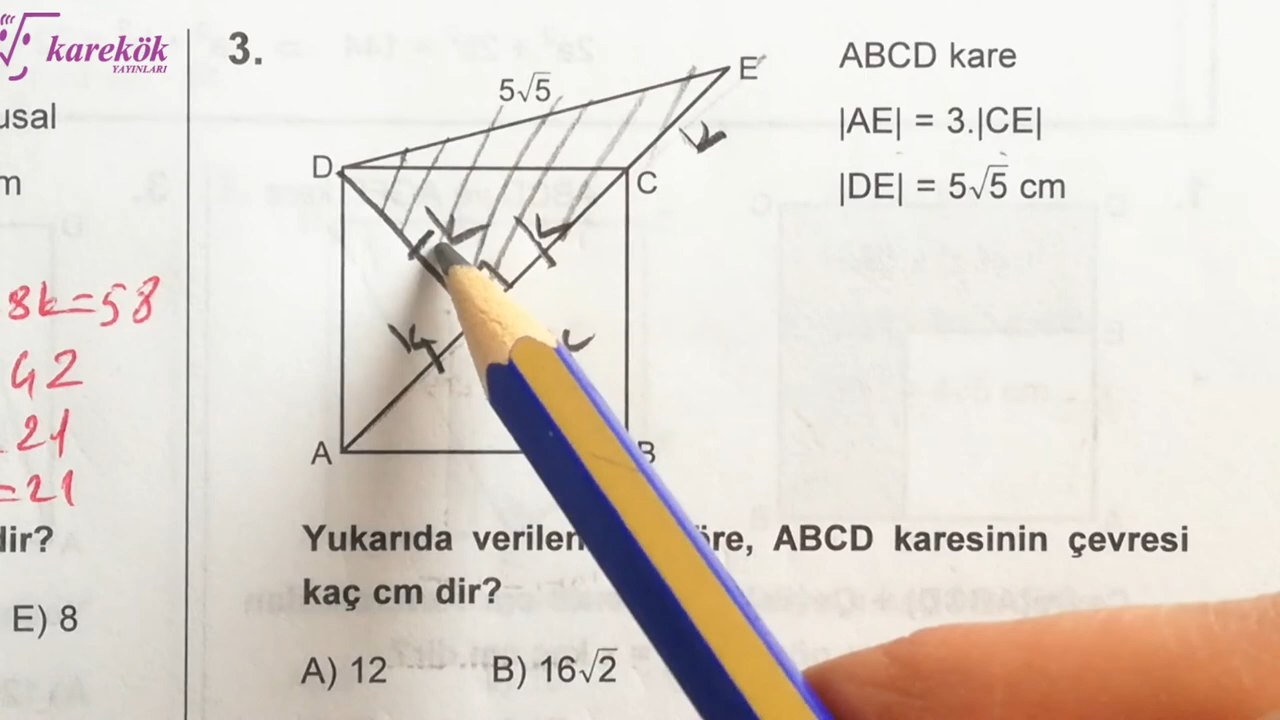 karekök
YAYINLARI
usal
m
8k=58
42
21
=21
dir?
E) 8
3.
5√5
E
D
C
k
k
k
k
A
B
ABCD kare
|AE| = 3.|CE|
|DE| = 5√5 cm
Yukarıda verilen re, ABCD karesinin çevresi
kaç cm dir?
A) 12 B) 16√2